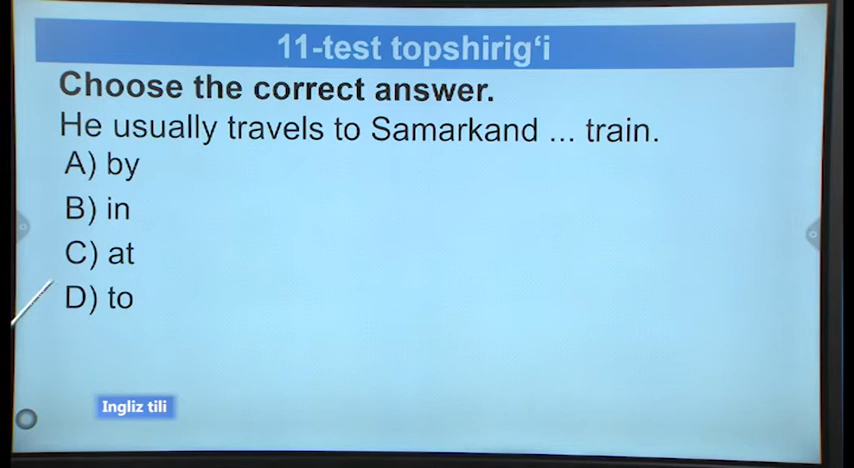 11-test topshirig‘i
Choose the correct answer.
He usually travels to Samarkand ... train.
A) by
B) in
C) at
D) to
Ingliz tili